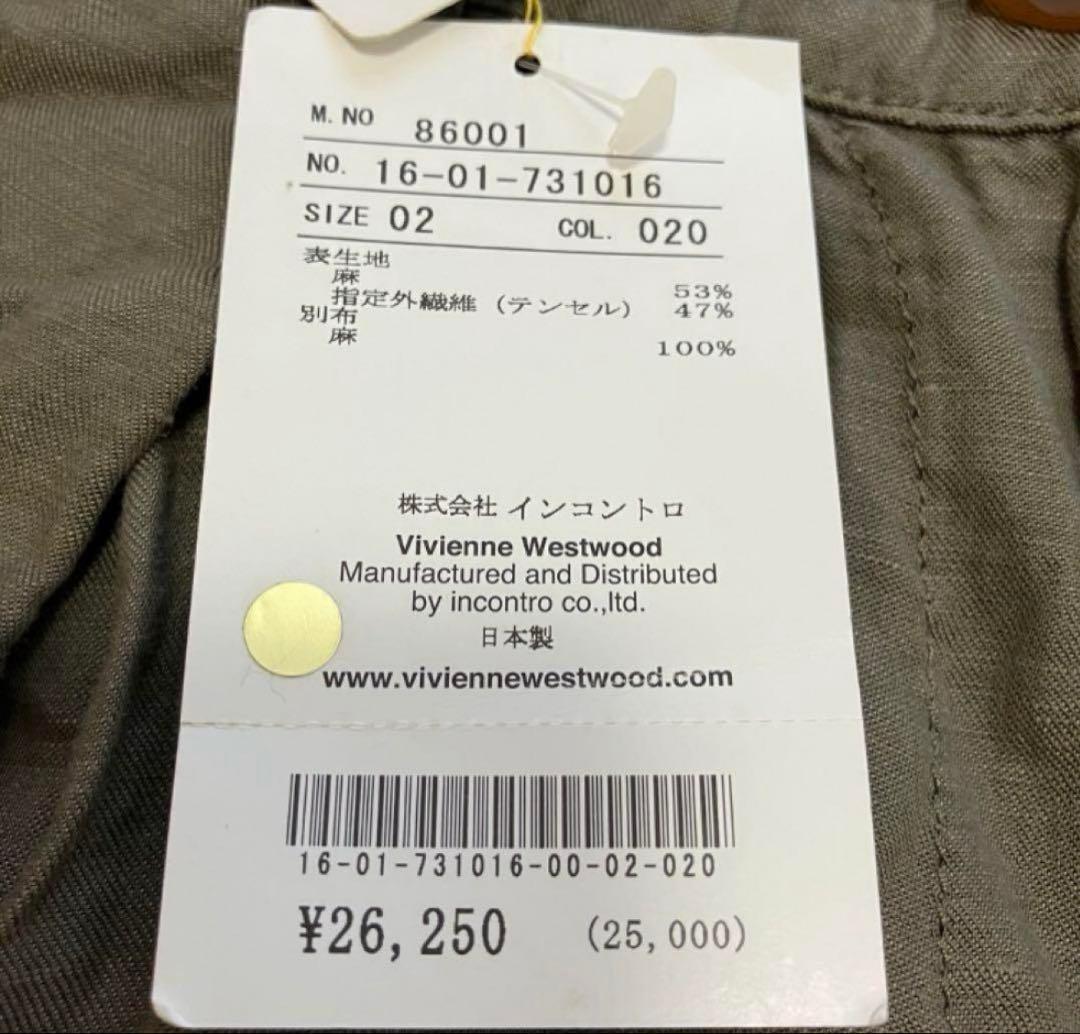 M. NO 86001
NO. 16-01-731016
SIZE 02 COL. 020
表生地
麻 53%
指定外繊維 (テンセル) 47%
別布
麻 100%
株式会社 インコントロ
Vivienne Westwood
Manufactured and Distributed
by incontro co.,ltd.
日本製
www.viviennewestwood.com
16-01-731016-00-02-020
¥26,250 (25,000)